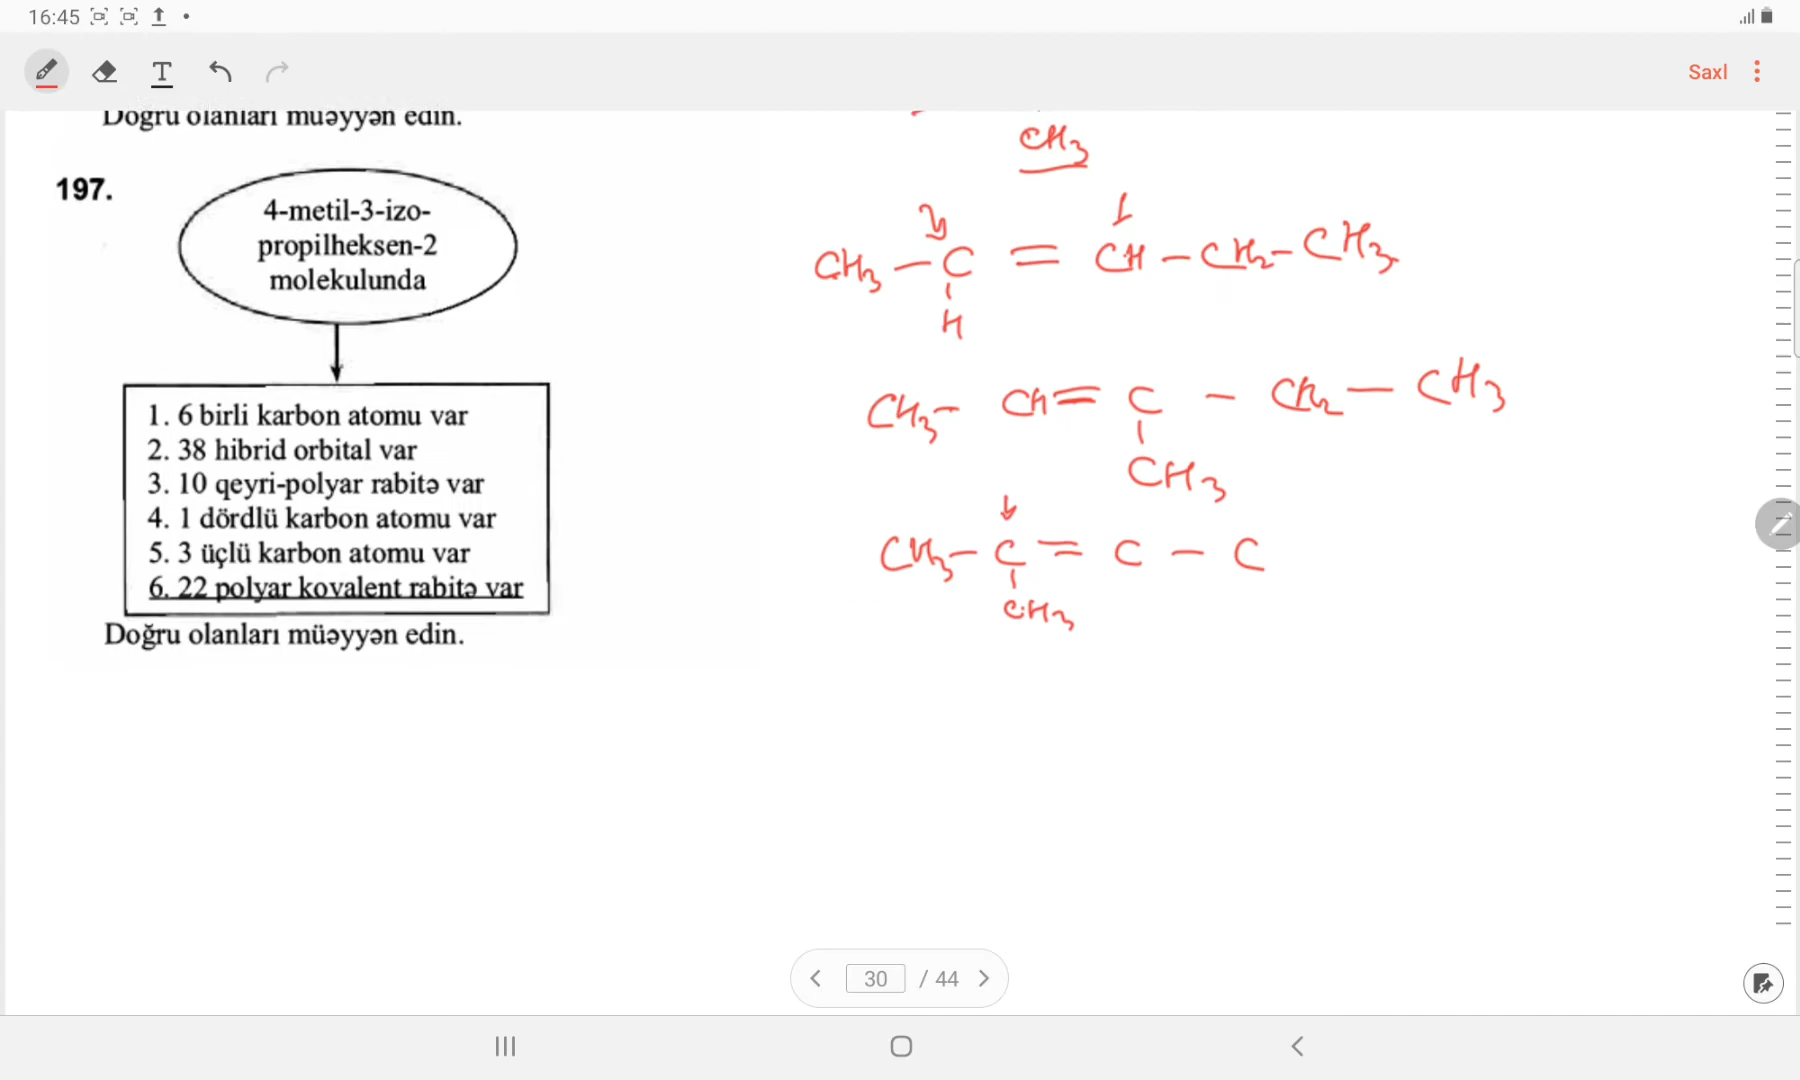 16:45
Saxl
Doğru olanları müəyyən edin.
197.
4-metil-3-izo-
propilheksen-2
molekulunda
1. 6 birli karbon atomu var
2. 38 hibrid orbital var
3. 10 qeyri-polyar rabitə var
4. 1 dördlü karbon atomu var
5. 3 üçlü karbon atomu var
6. 22 polyar kovalent rabitə var
Doğru olanları müəyyən edin.
CH3
CH3 – C = CH – CH2 – CH3
H
CH3 – CH = C – CH2 – CH3
CH3
CH3 – C = C – C
CH3
30 / 44